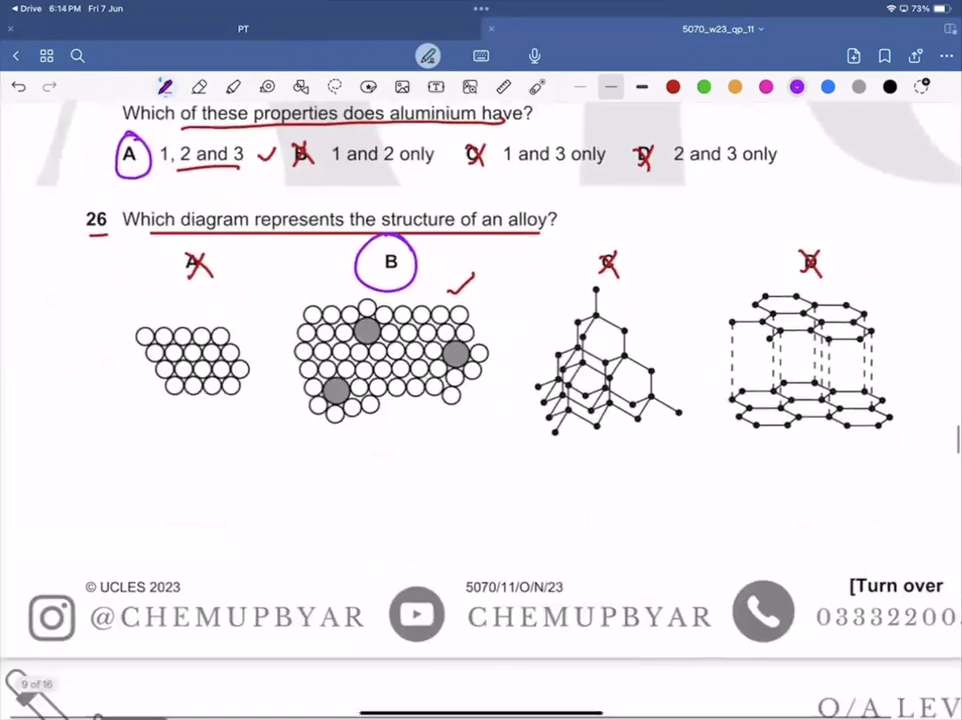 Drive 6:14 PM Fri 7 Jun 73%
PT 5070_w23_qp_11
Which of these properties does aluminium have?
A 1, 2 and 3 B 1 and 2 only C 1 and 3 only D 2 and 3 only
26 Which diagram represents the structure of an alloy?
A B C D
© UCLES 2023 5070/11/O/N/23 [Turn over
@CHEMUPBYAR CHEMUPBYAR 03332200
9 of 16
O/A LEV